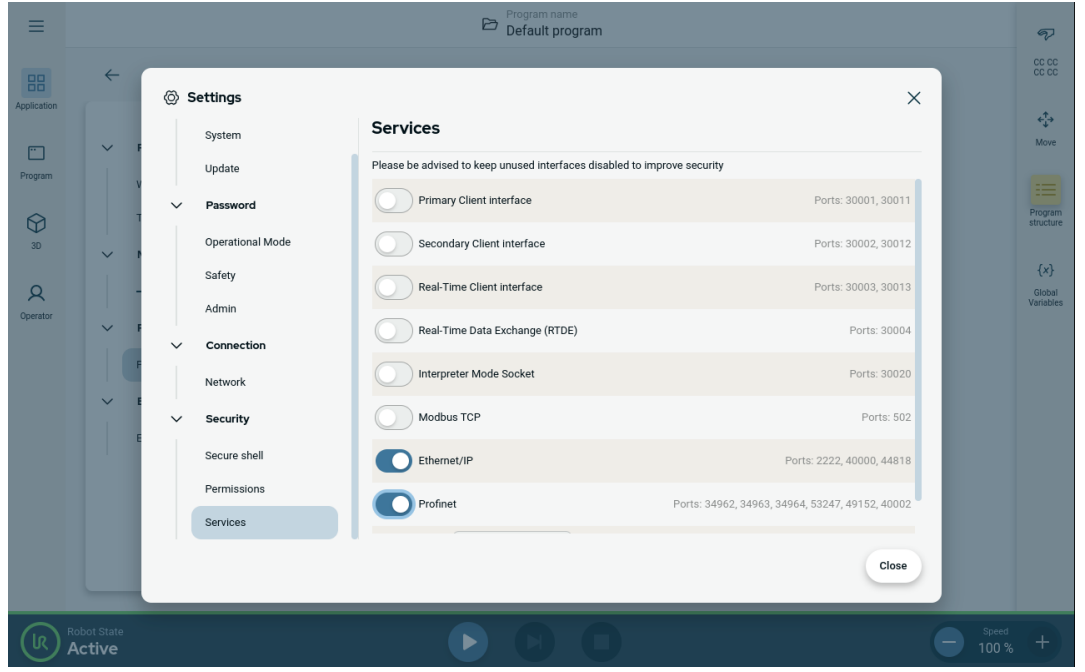 Program name
Default program
Application
Program
3D
Operator
Settings
System
Update
Password
Operational Mode
Safety
Admin
Connection
Network
Security
Secure shell
Permissions
Services
Services
Please be advised to keep unused interfaces disabled to improve security
Primary Client interface Ports: 30001, 30011
Secondary Client interface Ports: 30002, 30012
Real-Time Client interface Ports: 30003, 30013
Real-Time Data Exchange (RTDE) Ports: 30004
Interpreter Mode Socket Ports: 30020
Modbus TCP Ports: 502
Ethernet/IP Ports: 2222, 40000, 44818
Profinet Ports: 34962, 34963, 34964, 53247, 49152, 40002
Close
CC CC
CC CC
Move
Program
structure
{x}
Global
Variables
UR
Robot State
Active
Speed
100 %